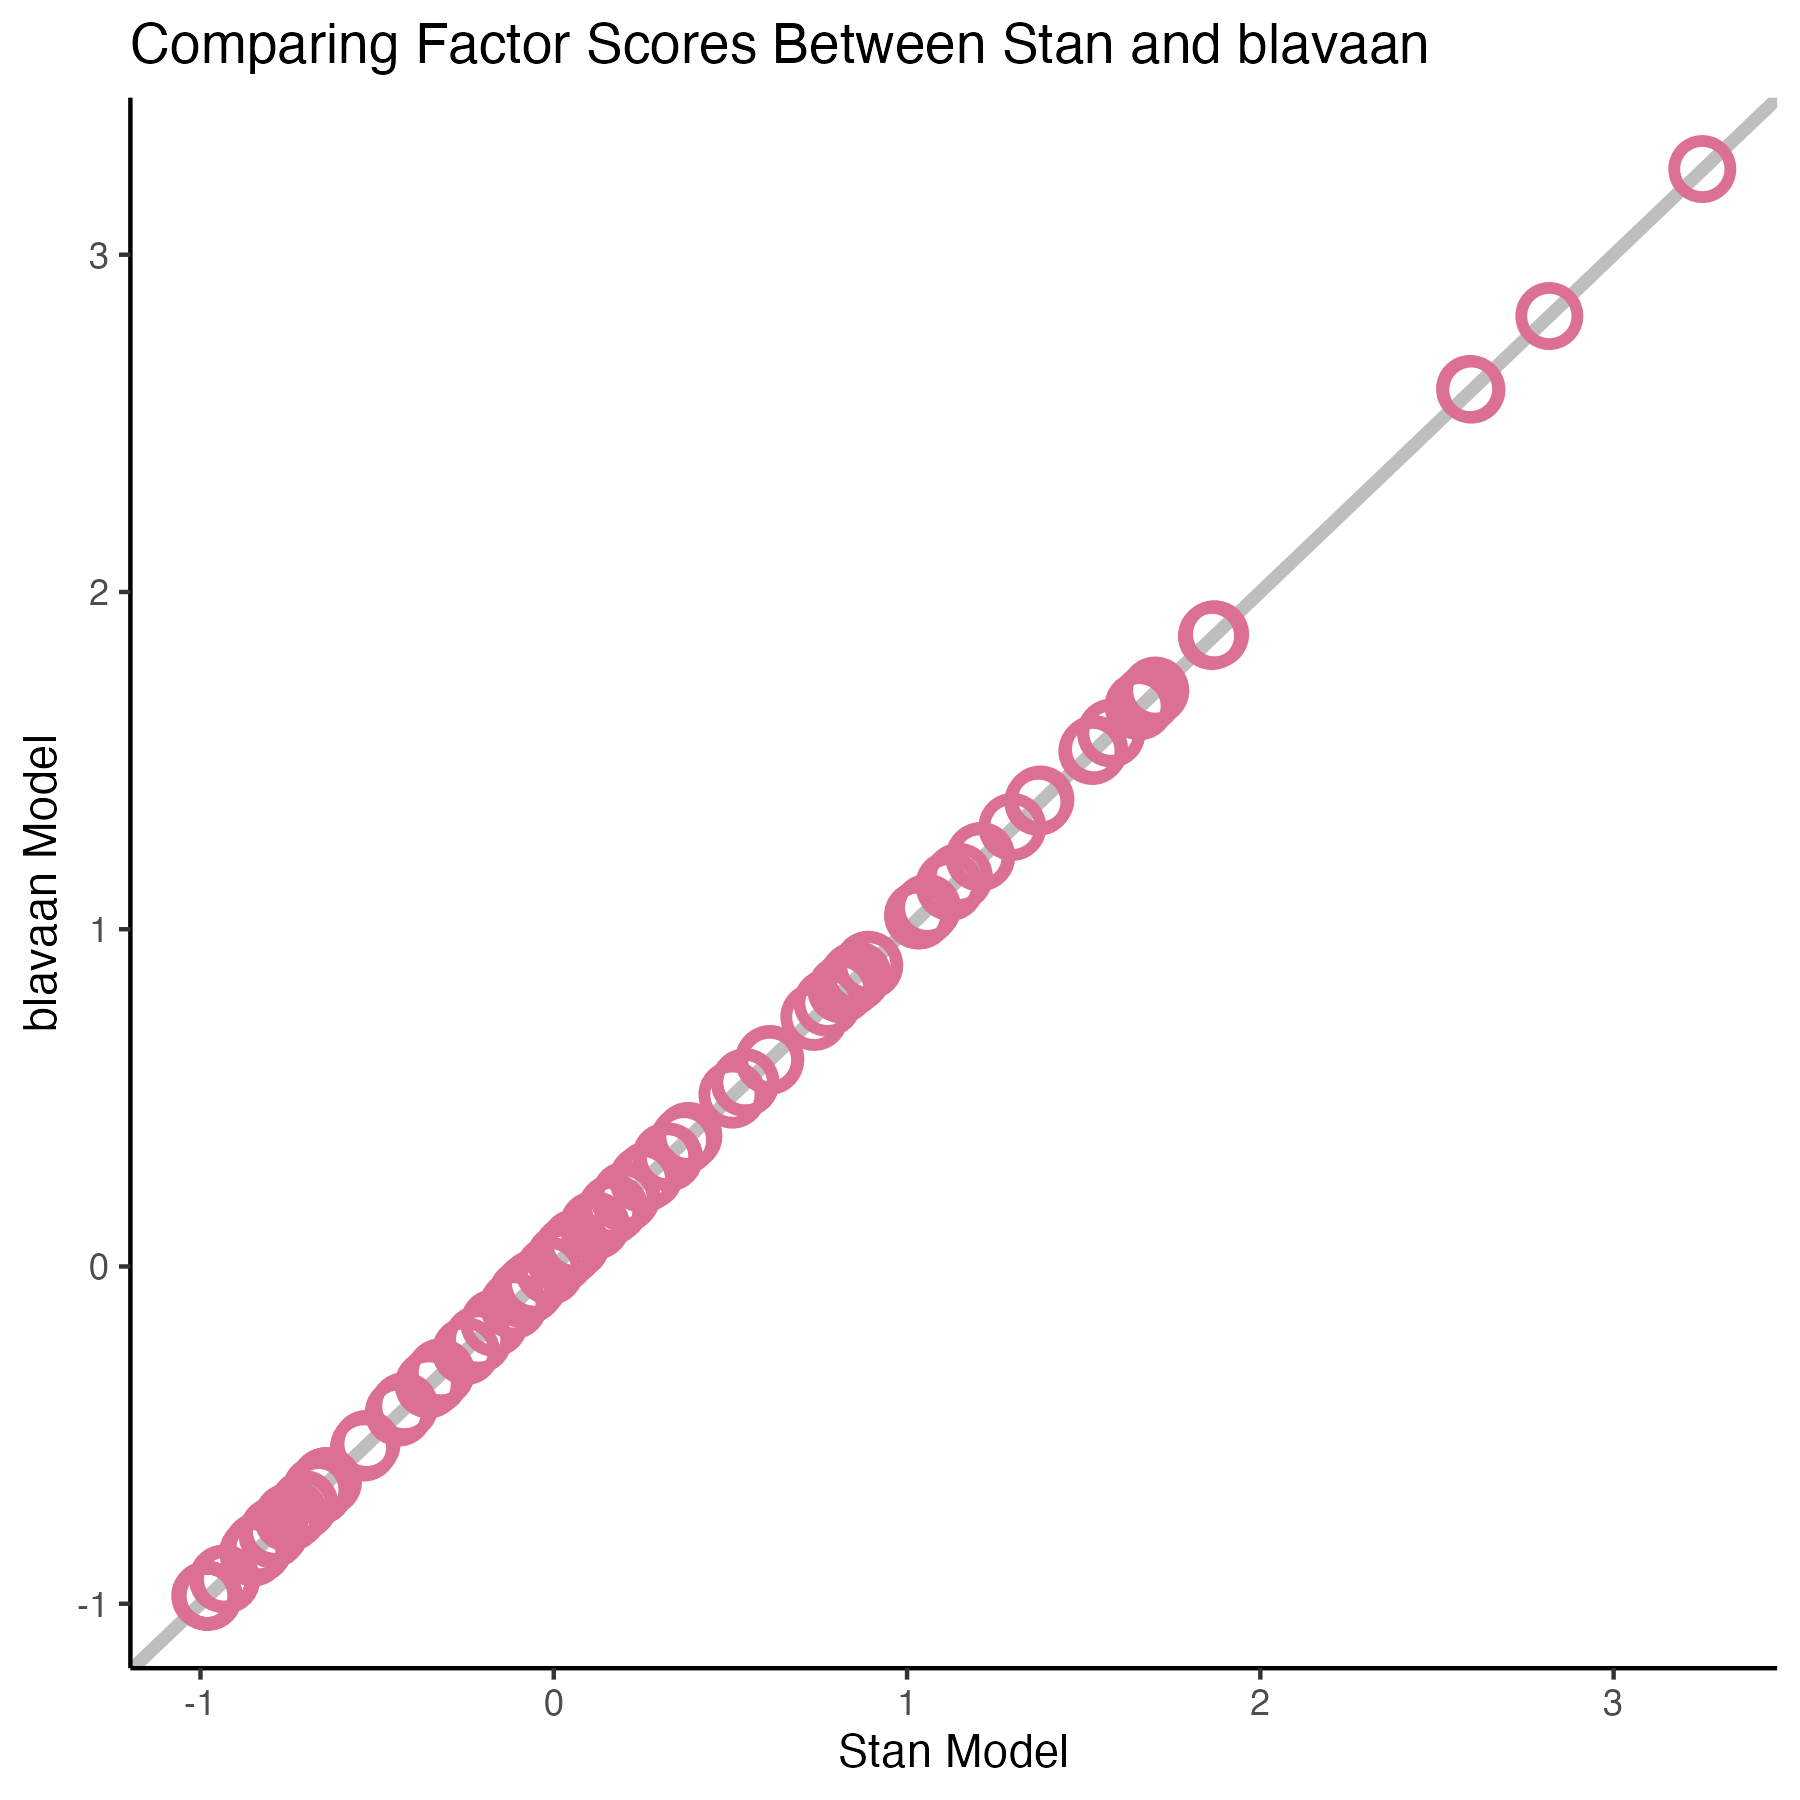 Comparing Factor Scores Between Stan and blavaan
blavaan Model
3
2
1
0
-1
-1 0 1 2 3
Stan Model